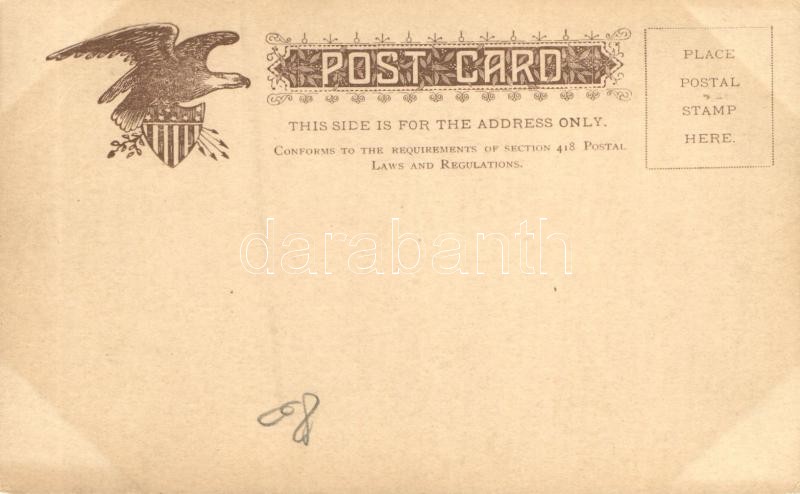 POST CARD
THIS SIDE IS FOR THE ADDRESS ONLY.
CONFORMS TO THE REQUIREMENTS OF SECTION 418 POSTAL
LAWS AND REGULATIONS.
PLACE
POSTAL
STAMP
HERE.
darabanth